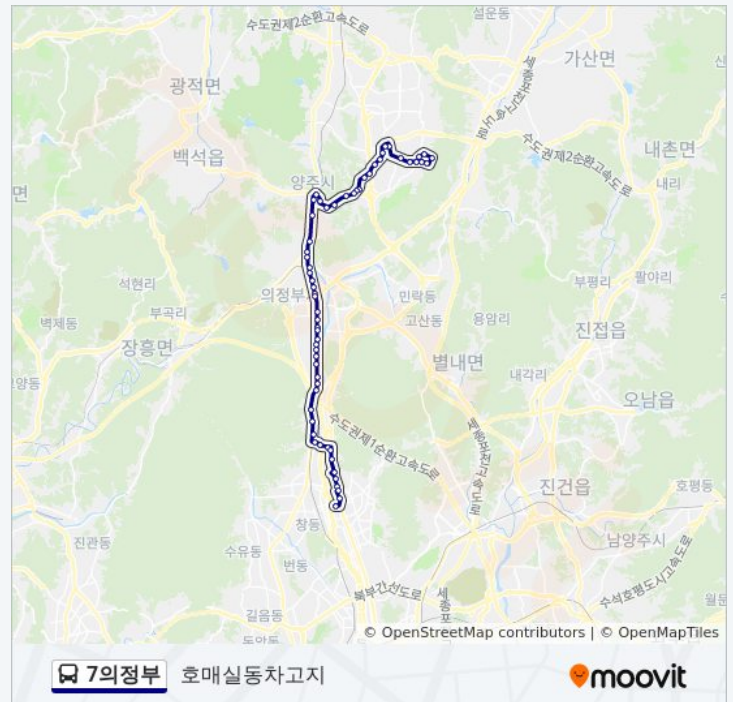 수도권제2순환고속도로
설운동
가산면
광적면
세종포천고속도로
신
백석읍
수도권제2순환고속도로
내촌면
내리
양주시
면
석현리
의정부시
민락동
부평리
팔야리
부곡리
고산동
용암리
벽제동
진접읍
장흥면
별내면
고양동
내각리
오남읍
수도권제1순환고속도로
세종포천고속도로
진건읍
호평동
창동
진관동
수유동
남양주시
번동
북부간선도로
세종포
수석호평도시고속도로
월문
길음동
동암동
© OpenStreetMap contributors | © OpenMapTiles
7의정부 호매실동차고지
moovit